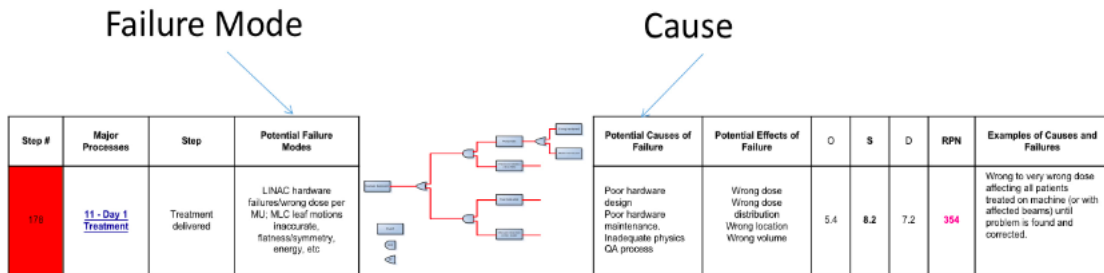 Failure Mode
Cause
Step #
Major
Processes
Step
Potential Failure
Modes
Potential Causes of
Failure
Potential Effects of
Failure
O
S
D
RPN
Examples of Causes and
Failures
178
11 - Day 1
Treatment
Treatment
delivered
LINAC hardware
failures/wrong dose per
MU; MLC leaf motions
inaccurate,
flatness/symmetry,
energy, etc
Poor hardware
design
Poor hardware
maintenance.
Inadequate physics
QA process
Wrong dose
Wrong dose
distribution
Wrong location
Wrong volume
5.4
8.2
7.2
354
Wrong to very wrong dose
affecting all patients
treated on machine (or with
affected beams) until
problem is found and
corrected.